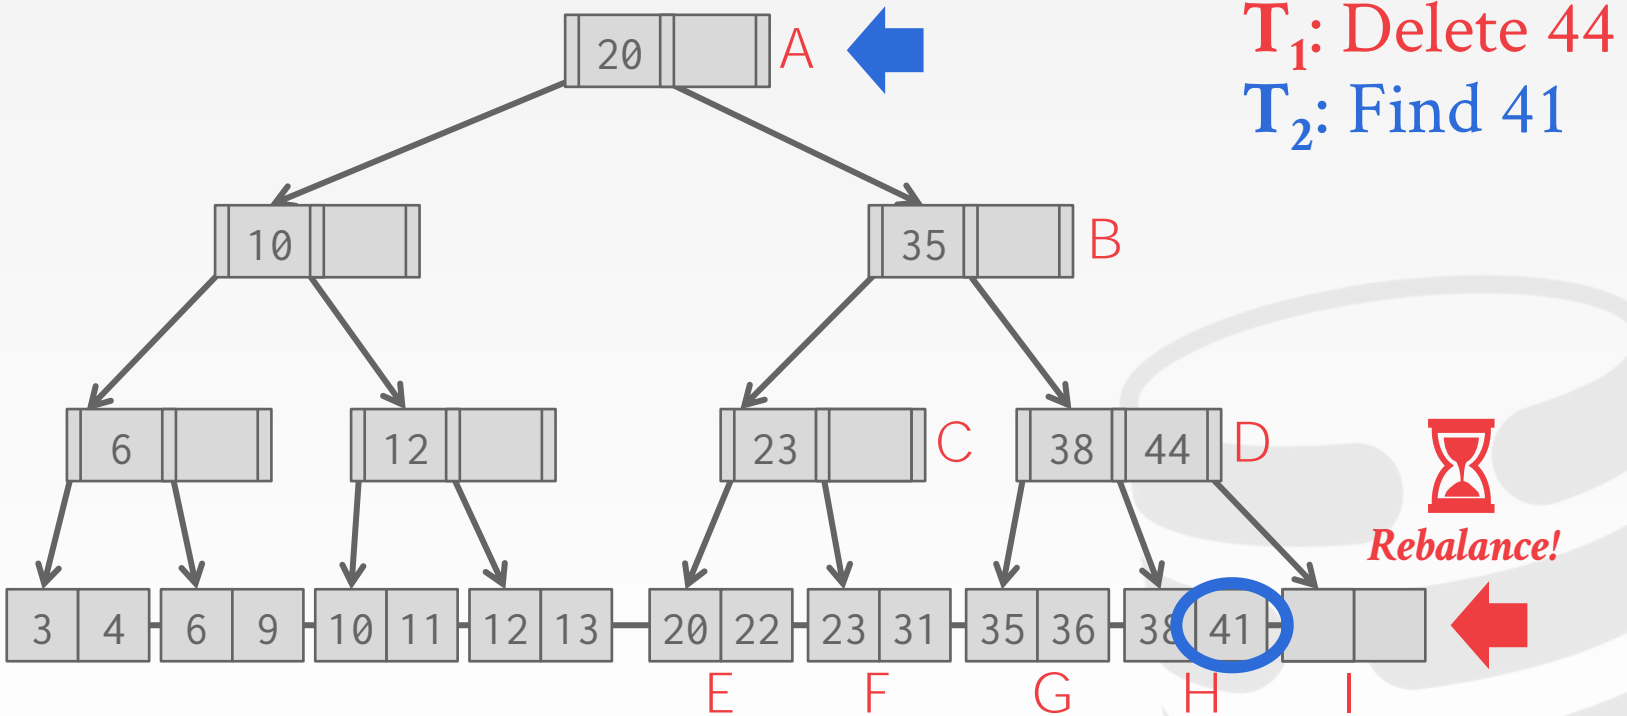 T1: Delete 44
20 A
T2: Find 41
10
35 B
6
12
23 C
38 44 D
Rebalance!
3 4 6 9 10 11 12 13 20 22 23 31 35 36 38 41
E F G H I